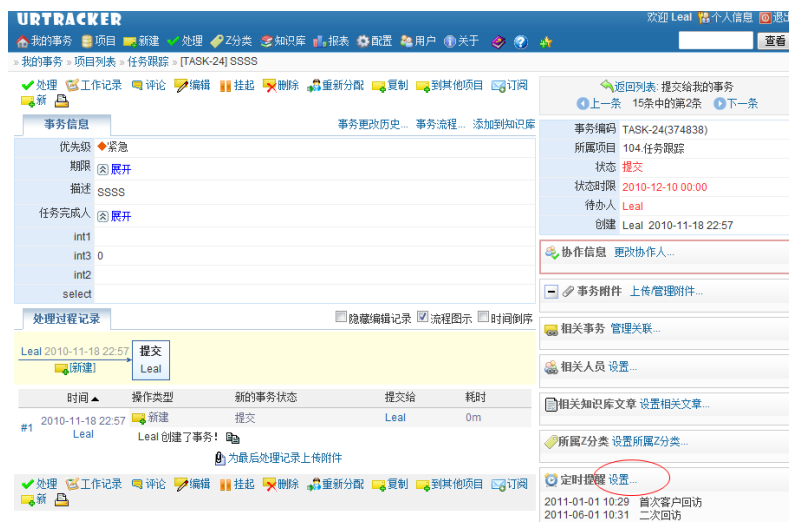 URTRACKER
欢迎 Leal 个人信息 退出
我的事务 项目 新建 处理 Z分类 知识库 报表 配置 用户 关于 查看
我的事务 » 项目列表 » 任务跟踪 » [TASK-24] SSSS
处理 工作记录 评论 编辑 挂起 删除 重新分配 复制 到其他项目 订阅
新
事务信息 事务更改历史... 事务流程... 添加到知识库
优先级 紧急
期限 展开
描述 SSSS
任务完成人 展开
int1
int3 0
int2
select
处理过程记录 隐藏编辑记录 流程图示 时间倒序
Leal 2010-11-18 22:57 提交
[新建] Leal
时间▲ 操作类型 新的事务状态 提交给 耗时
#1 2010-11-18 22:57 新建 提交 Leal 0m
Leal Leal 创建了事务!
为最后处理记录上传附件
处理 工作记录 评论 编辑 挂起 删除 重新分配 复制 到其他项目 订阅
新
返回列表: 提交给我的事务
上一条 15条中的第2条 下一条
事务编码 TASK-24(374838)
所属项目 104.任务跟踪
状态 提交
状态时限 2010-12-10 00:00
待办人 Leal
创建 Leal 2010-11-18 22:57
协作信息 更改协作人...
事务附件 上传/管理附件...
相关事务 管理关联...
相关人员 设置...
相关知识库文章 设置相关文章...
所属Z分类 设置所属Z分类...
定时提醒 设置...
2011-01-01 10:29 首次客户回访
2011-06-01 10:31 二次回访